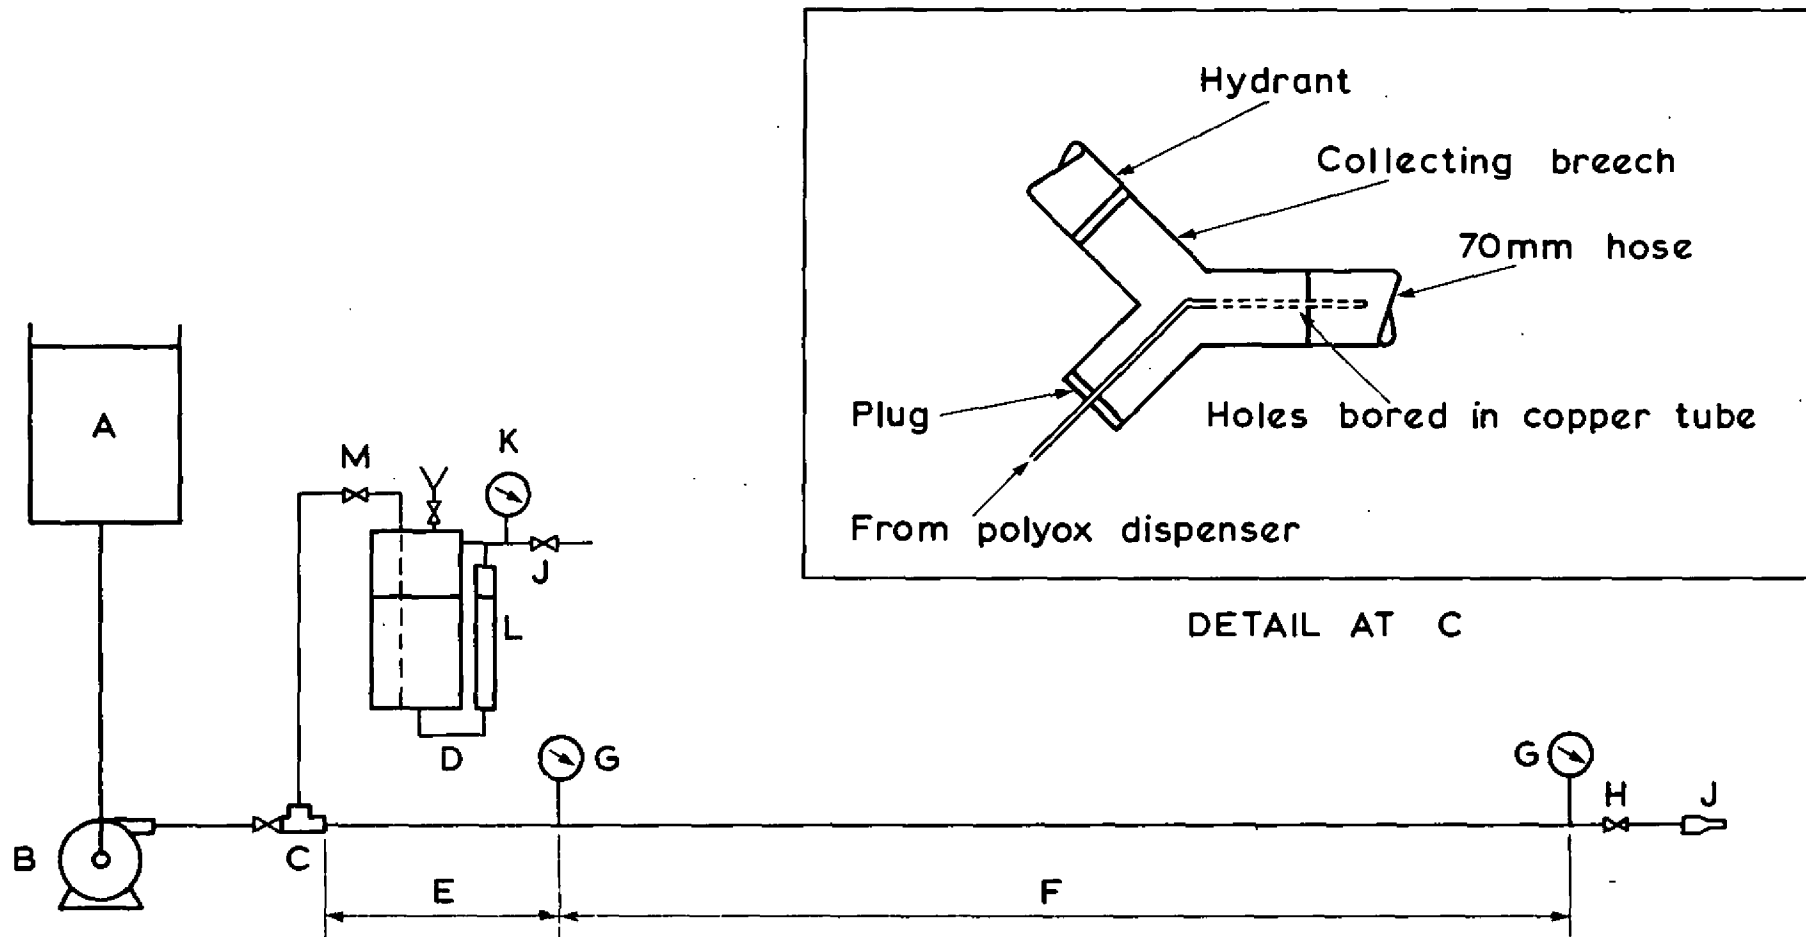 Hydrant
Collecting breech
70mm hose
Plug
Holes bored in copper tube
From polyox dispenser
DETAIL AT C
A
M
K
J
L
D
G
G
H
J
B
C
E
F